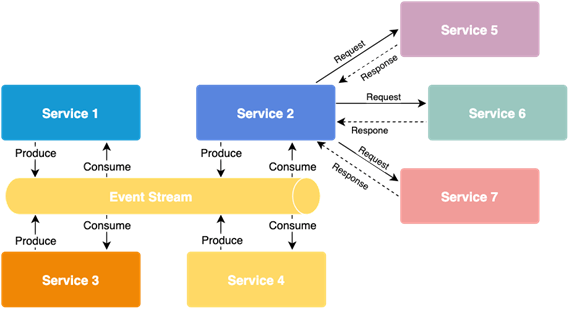 Service 5
Request
Response
Service 1
Service 2
Request
Service 6
Respone
Produce
Consume
Produce
Consume
Request
Response
Event Stream
Service 7
Produce
Consume
Produce
Consume
Service 3
Service 4